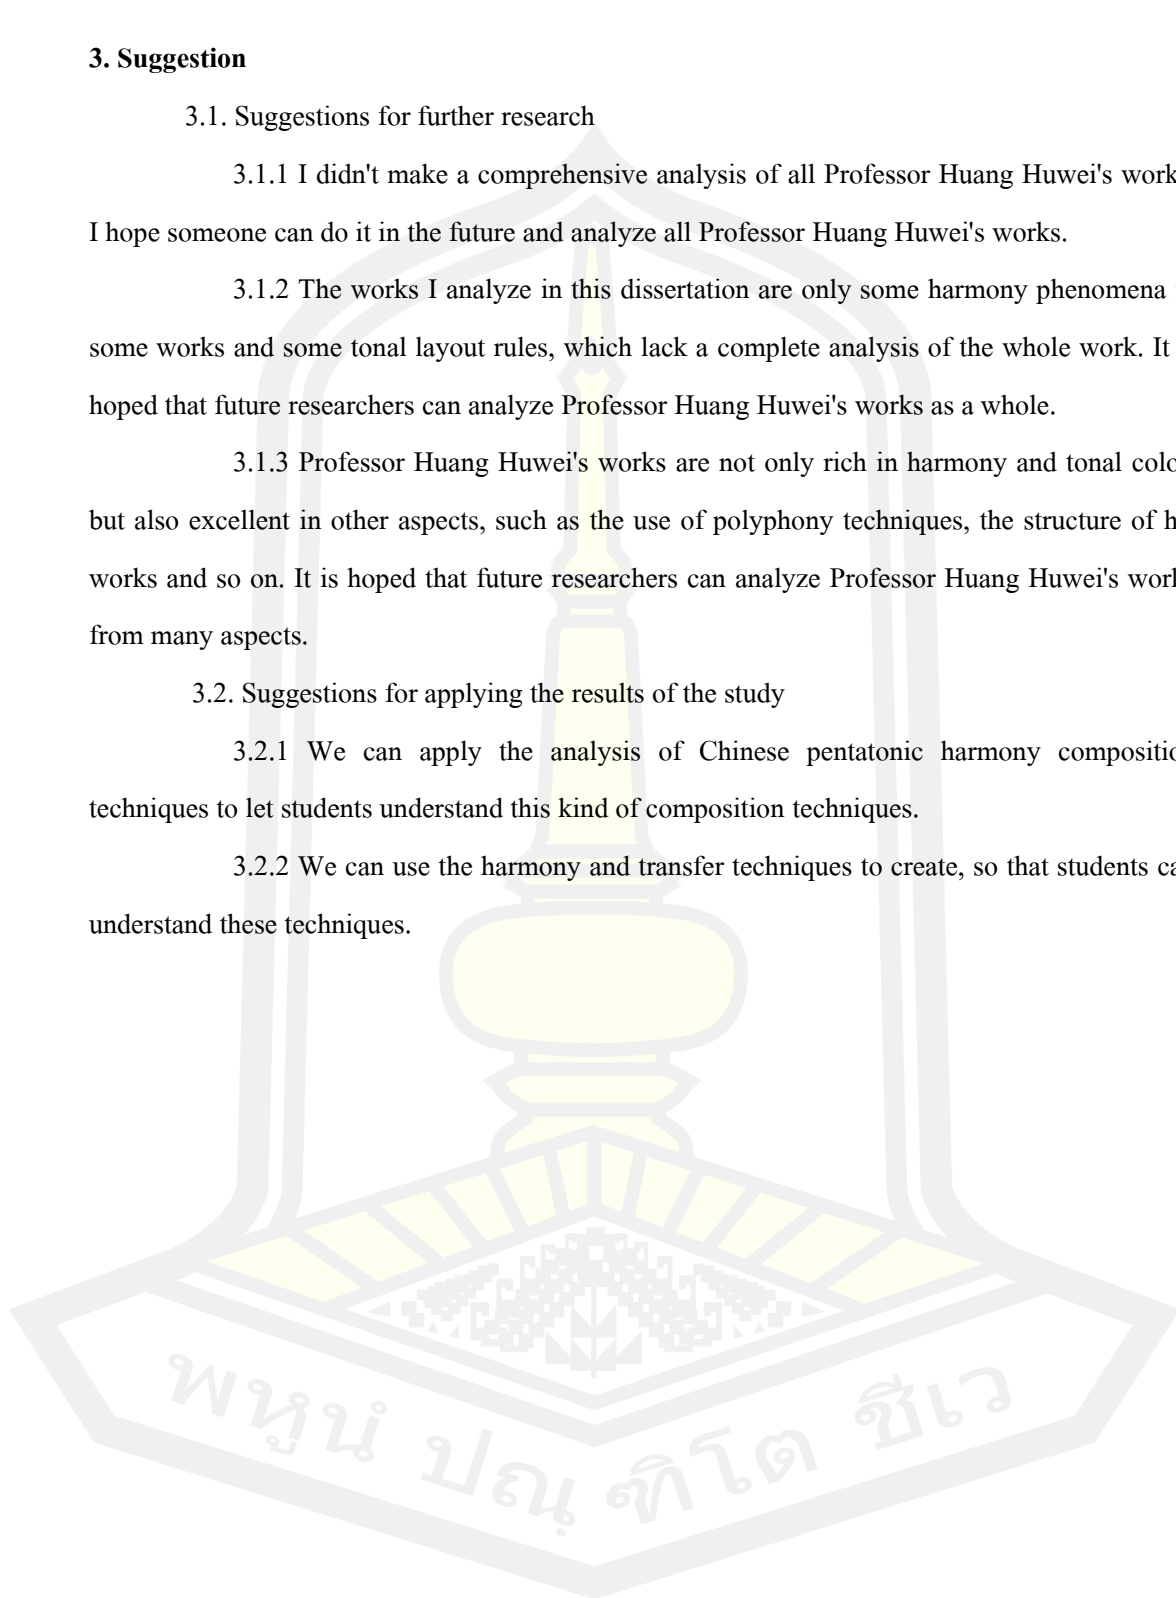 3. Suggestion
3.1. Suggestions for further research
3.1.1 I didn't make a comprehensive analysis of all Professor Huang Huwei's work
I hope someone can do it in the future and analyze all Professor Huang Huwei's works.
3.1.2 The works I analyze in this dissertation are only some harmony phenomena
some works and some tonal layout rules, which lack a complete analysis of the whole work. It
hoped that future researchers can analyze Professor Huang Huwei's works as a whole.
3.1.3 Professor Huang Huwei's works are not only rich in harmony and tonal colo
but also excellent in other aspects, such as the use of polyphony techniques, the structure of h
works and so on. It is hoped that future researchers can analyze Professor Huang Huwei's work
from many aspects.
3.2. Suggestions for applying the results of the study
3.2.1 We can apply the analysis of Chinese pentatonic harmony compositio
techniques to let students understand this kind of composition techniques.
3.2.2 We can use the harmony and transfer techniques to create, so that students ca
understand these techniques.
พหูนํ ปณฺฑิโต ชีเว